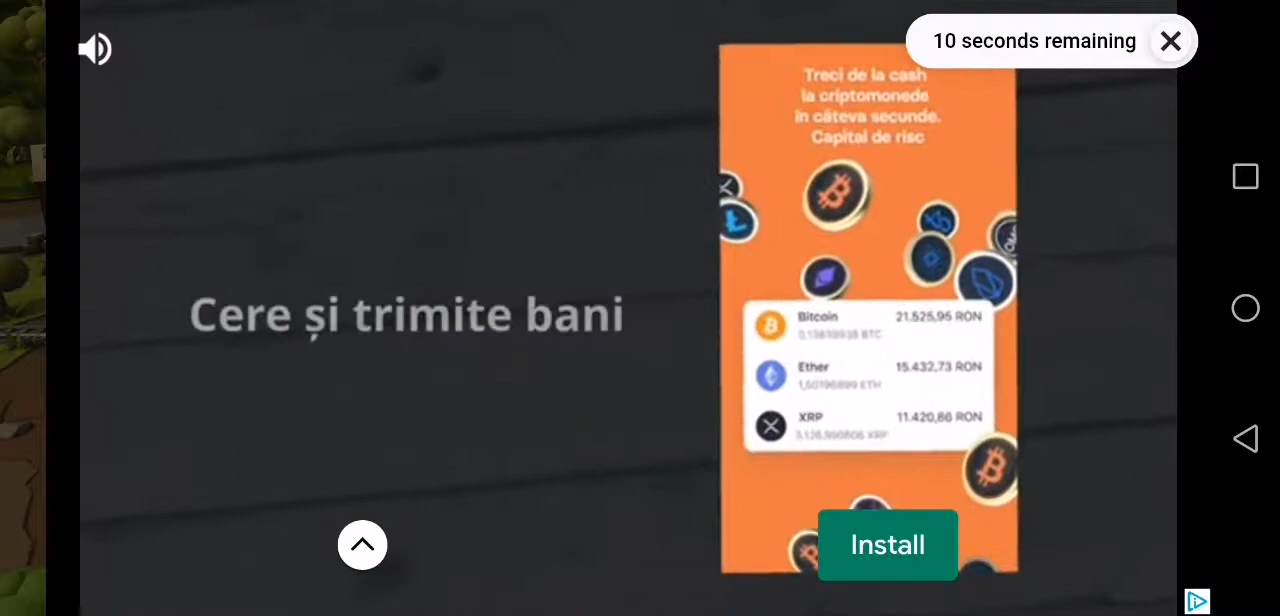 10 seconds remaining
Treci de la cash
la criptomonede
în câteva secunde.
Capital de risc
Cere și trimite bani
Bitcoin 21.525,95 RON
Ether 15.432,73 RON
XRP 11.420,86 RON
Install